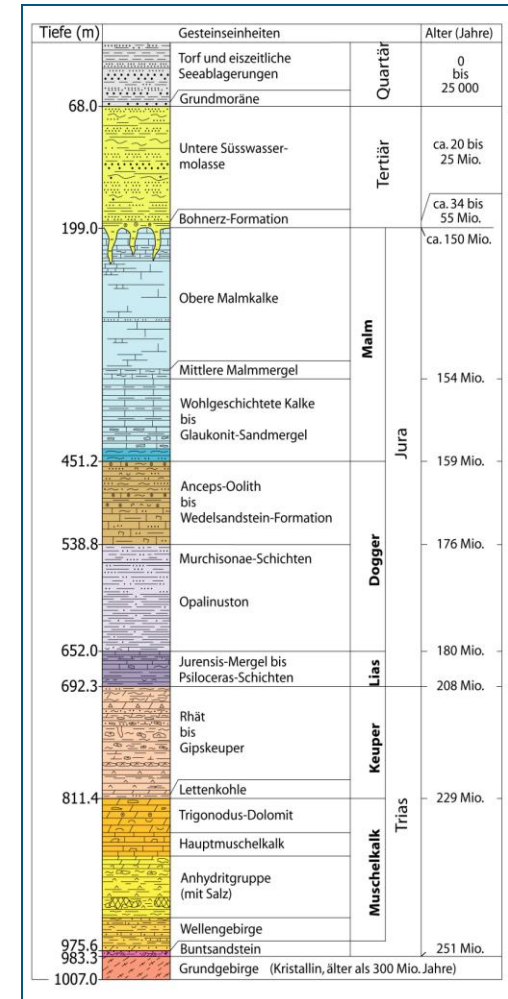 Tiefe (m)
Gesteinseinheiten
Alter (Jahre)
Torf und eiszeitliche
Seeablagerungen
Quartär
0
bis
25 000
Grundmoräne
68.0
Untere Süsswasser-
molasse
Tertiär
ca. 20 bis
25 Mio.
ca. 34 bis
55 Mio.
Bohnerz-Formation
199.0
ca. 150 Mio.
Obere Malmkalke
Malm
Mittlere Malmmergel
154 Mio.
Wohlgeschichtete Kalke
bis
Glaukonit-Sandmergel
Jura
451.2
159 Mio.
Anceps-Oolith
bis
Wedelsandstein-Formation
Dogger
538.8
176 Mio.
Murchisonae-Schichten
Opalinuston
652.0
180 Mio.
Jurensis-Mergel bis
Psiloceras-Schichten
Lias
692.3
208 Mio.
Rhät
bis
Gipskeuper
Keuper
Lettenkohle
811.4
229 Mio.
Trias
Trigonodus-Dolomit
Hauptmuschelkalk
Muschelkalk
Anhydritgruppe
(mit Salz)
Wellengebirge
975.6
Buntsandstein
251 Mio.
983.3
Grundgebirge (Kristallin, älter als 300 Mio. Jahre)
1007.0